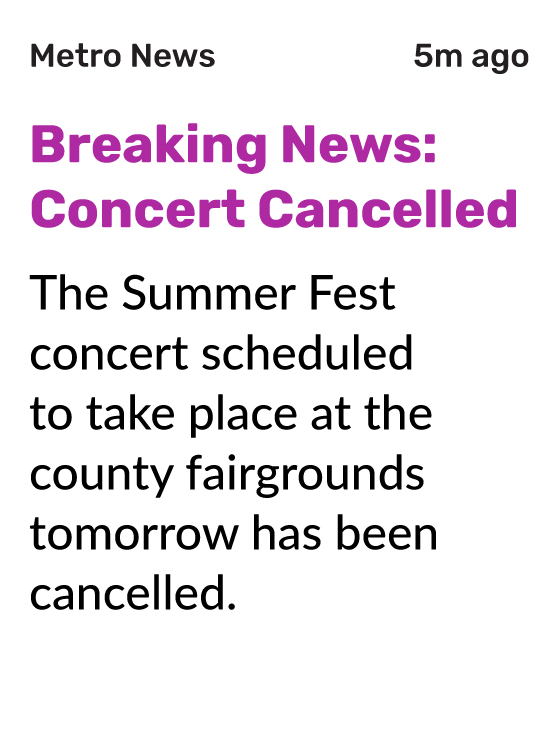 Metro News 5m ago
Breaking News:
Concert Cancelled
The Summer Fest
concert scheduled
to take place at the
county fairgrounds
tomorrow has been
cancelled.